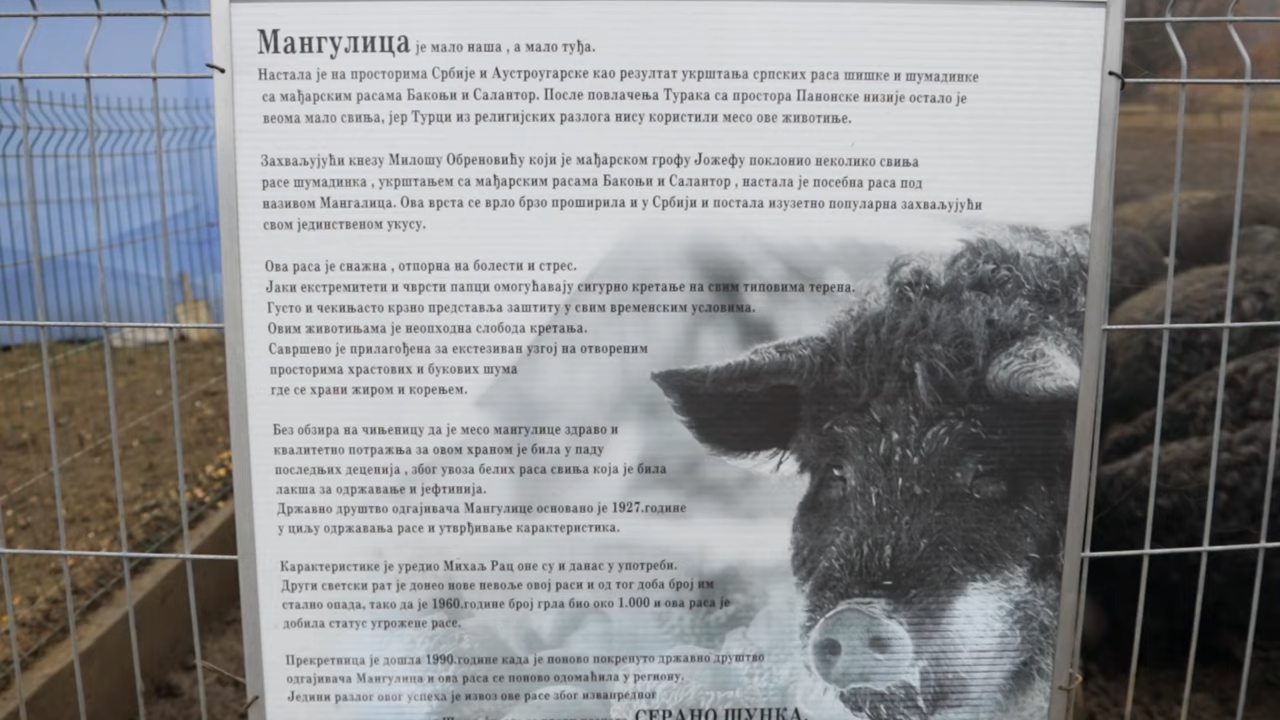 Мангулица је мало наша , а мало туђа.
Настала је на просторима Србије и Аустроугарске као резултат укрштања српских раса шишке и шумадинке
са мађарским расама Бакоњи и Салантор. После повлачења Турака са простора Панонске низије остало је
веома мало свиња, јер Турци из религијских разлога нису користили месо ове животиње.
Захваљујући кнезу Милошу Обреновићу који је мађарском грофу Јожефу поклонио неколико свиња
расе шумадинка , укрштањем са мађарским расама Бакоњи и Салантор , настала је посебна раса под
називом Мангалица. Ова врста се врло брзо проширила и у Србији и постала изузетно популарна захваљујући
свом јединственом укусу.
Ова раса је снажна , отпорна на болести и стрес.
Јаки екстремитети и чврсти папци омогућавају сигурно кретање на свим типовима терена.
Густо и чекињасто крзно представља заштиту у свим временским условима.
Овим животињама је неопходна слобода кретања.
Савршено је прилагођена за екстезиван узгој на отвореним
просторима храстових и букових шума
где се храни жиром и корењем.
Без обзира на чињеницу да је месо мангулице здраво и
квалитетно потражња за овом храном је била у паду
последњих деценија , због увоза белих раса свиња која је била
лакша за одржавање и јефтинија.
Државно друштво одгајивача Мангулице основано је 1927.године
у циљу одржавања расе и утврђивање карактеристика.
Карактеристике је уредио Михаљ Рац оне су и данас у употреби.
Други светски рат је донео нове невоље овој раси и од тог доба број им
стално опада, тако да је 1960.године број грла био око 1.000 и ова раса је
добила статус угрожене расе.
Прекретница је дошла 1990.године када је поново покренуто државно друштво
одгајивача Мангулица и ова раса се поново одомаћила у региону.
Једини разлог овог успеха је извоз ове расе због изванредног
СЕРАНО ШУНКА.